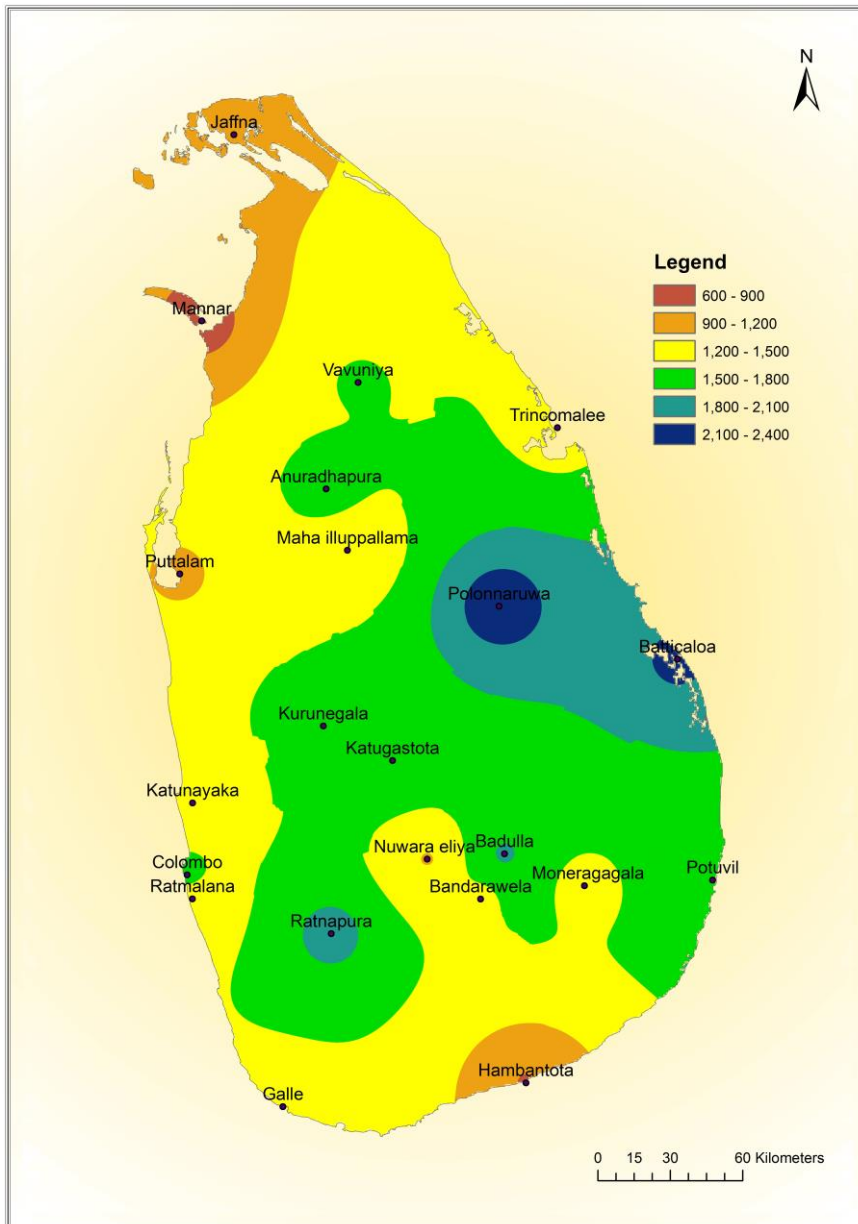 N
Jaffna
Legend
600 - 900
900 - 1,200
1,200 - 1,500
1,500 - 1,800
1,800 - 2,100
2,100 - 2,400
Mannar
Vavuniya
Trincomalee
Anuradhapura
Maha illuppallama
Puttalam
Polonnaruwa
Batticaloa
Kurunegala
Katugastota
Katunayaka
Nuwara eliya
Badulla
Colombo
Moneragagala
Potuvil
Ratmalana
Bandarawela
Ratnapura
Hambantota
Galle
0 15 30 60 Kilometers